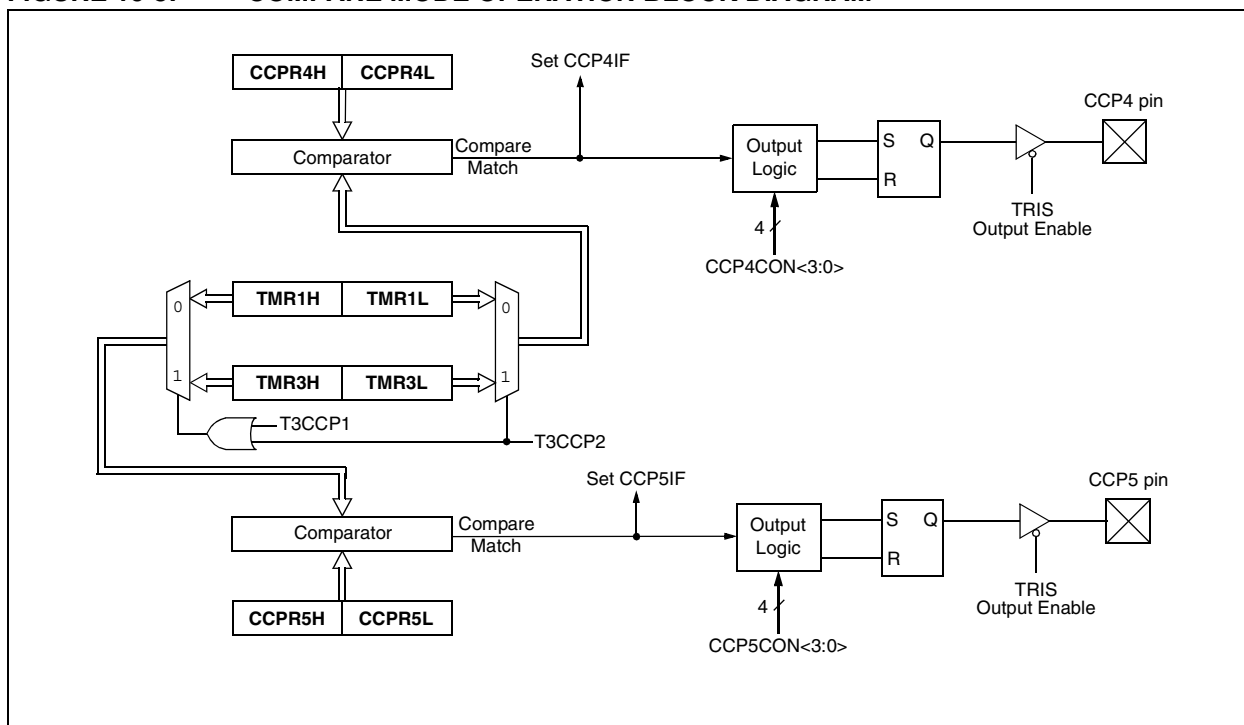 CCPR4H CCPR4L
Set CCP4IF
CCP4 pin
Comparator
Compare
Match
Output
Logic
S Q
R
TRIS
Output Enable
4
CCP4CON<3:0>
0 TMR1H TMR1L 0
1 TMR3H TMR3L 1
T3CCP1
T3CCP2
Set CCP5IF
CCP5 pin
Comparator
Compare
Match
Output
Logic
S Q
R
TRIS
Output Enable
4
CCPR5H CCPR5L
CCP5CON<3:0>